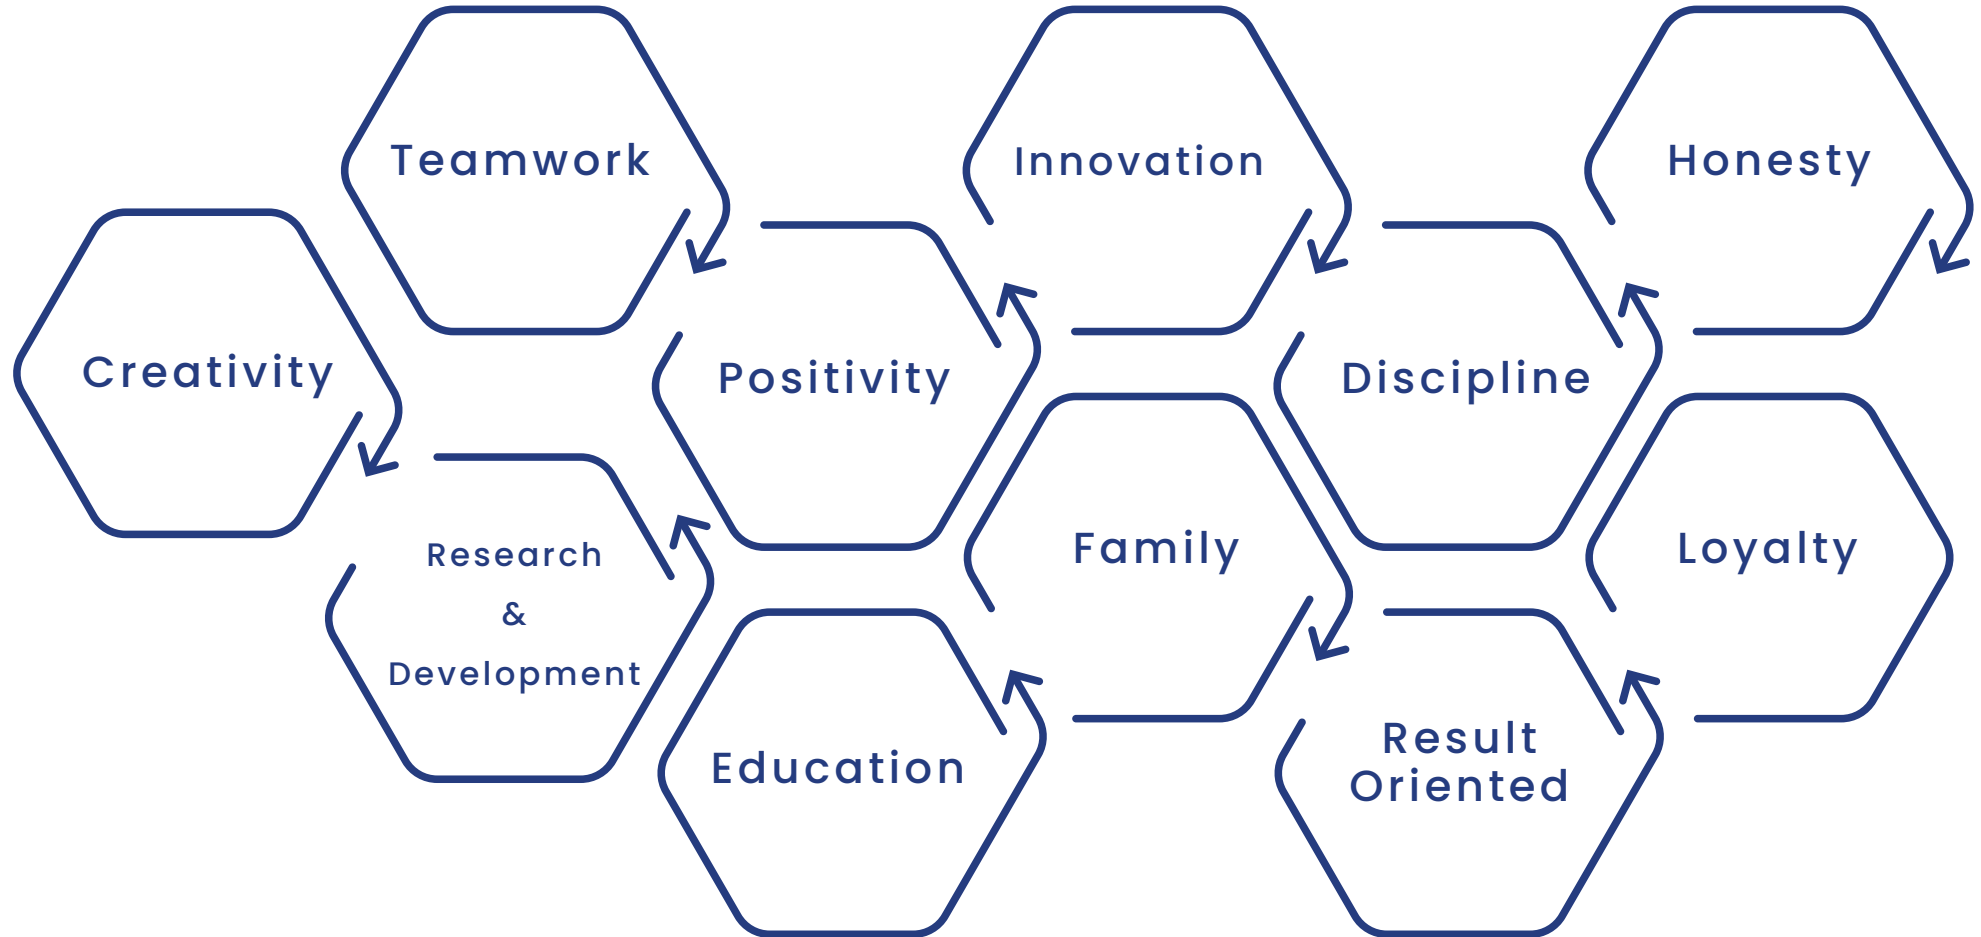 Teamwork
Innovation
Honesty
Creativity
Positivity
Discipline
Research
&
Development
Family
Loyalty
Education
Result
Oriented